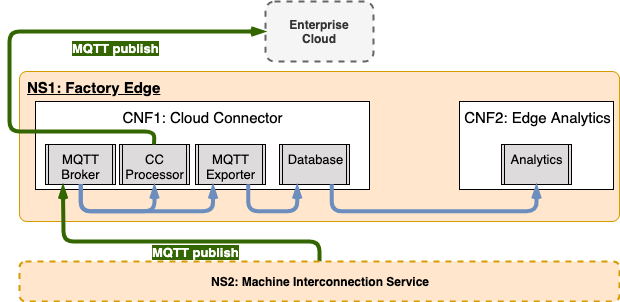 Enterprise
Cloud
MQTT publish
NS1: Factory Edge
CNF1: Cloud Connector
CNF2: Edge Analytics
MQTT
Broker
CC
Processor
MQTT
Exporter
Database
Analytics
MQTT publish
NS2: Machine Interconnection Service